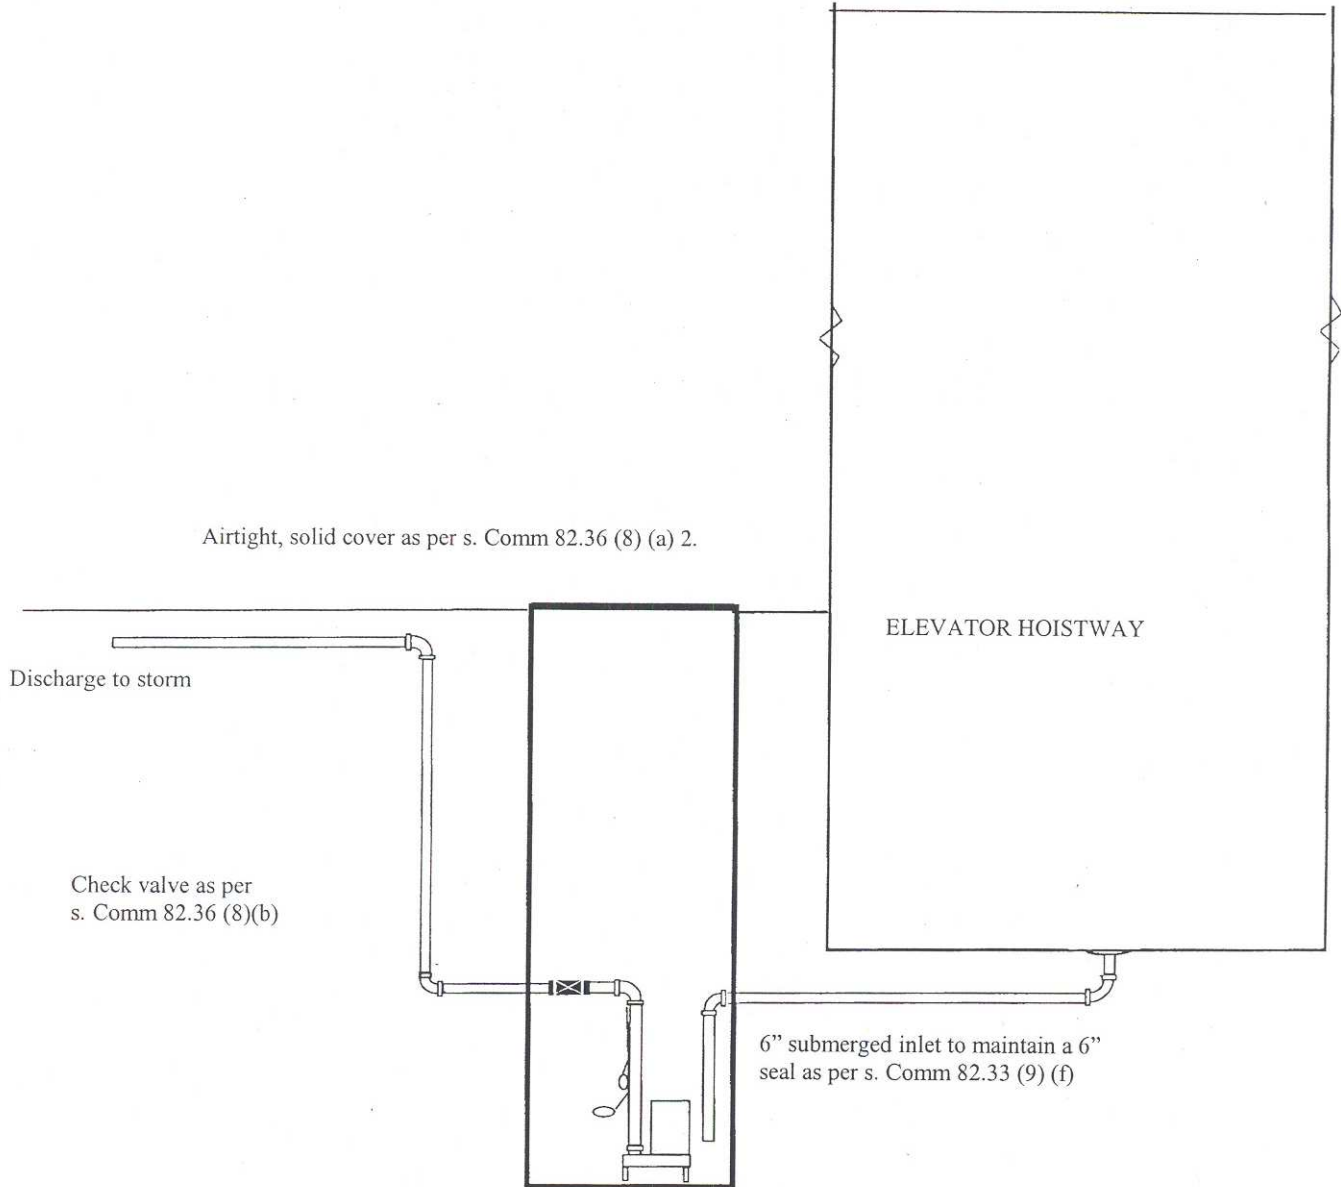 Airtight, solid cover as per s. Comm 82.36 (8) (a) 2.
ELEVATOR HOISTWAY
Discharge to storm
Check valve as per
s. Comm 82.36 (8)(b)
6” submerged inlet to maintain a 6”
seal as per s. Comm 82.33 (9) (f)